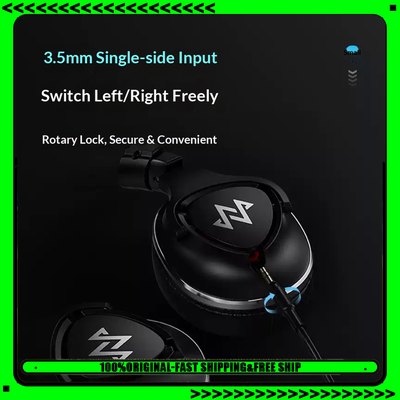 3.5mm Single-side Input
Switch Left/Right Freely
Rotary Lock, Secure & Convenient
100%ORIGINAL-FAST SHIPPING&FREE SHIP